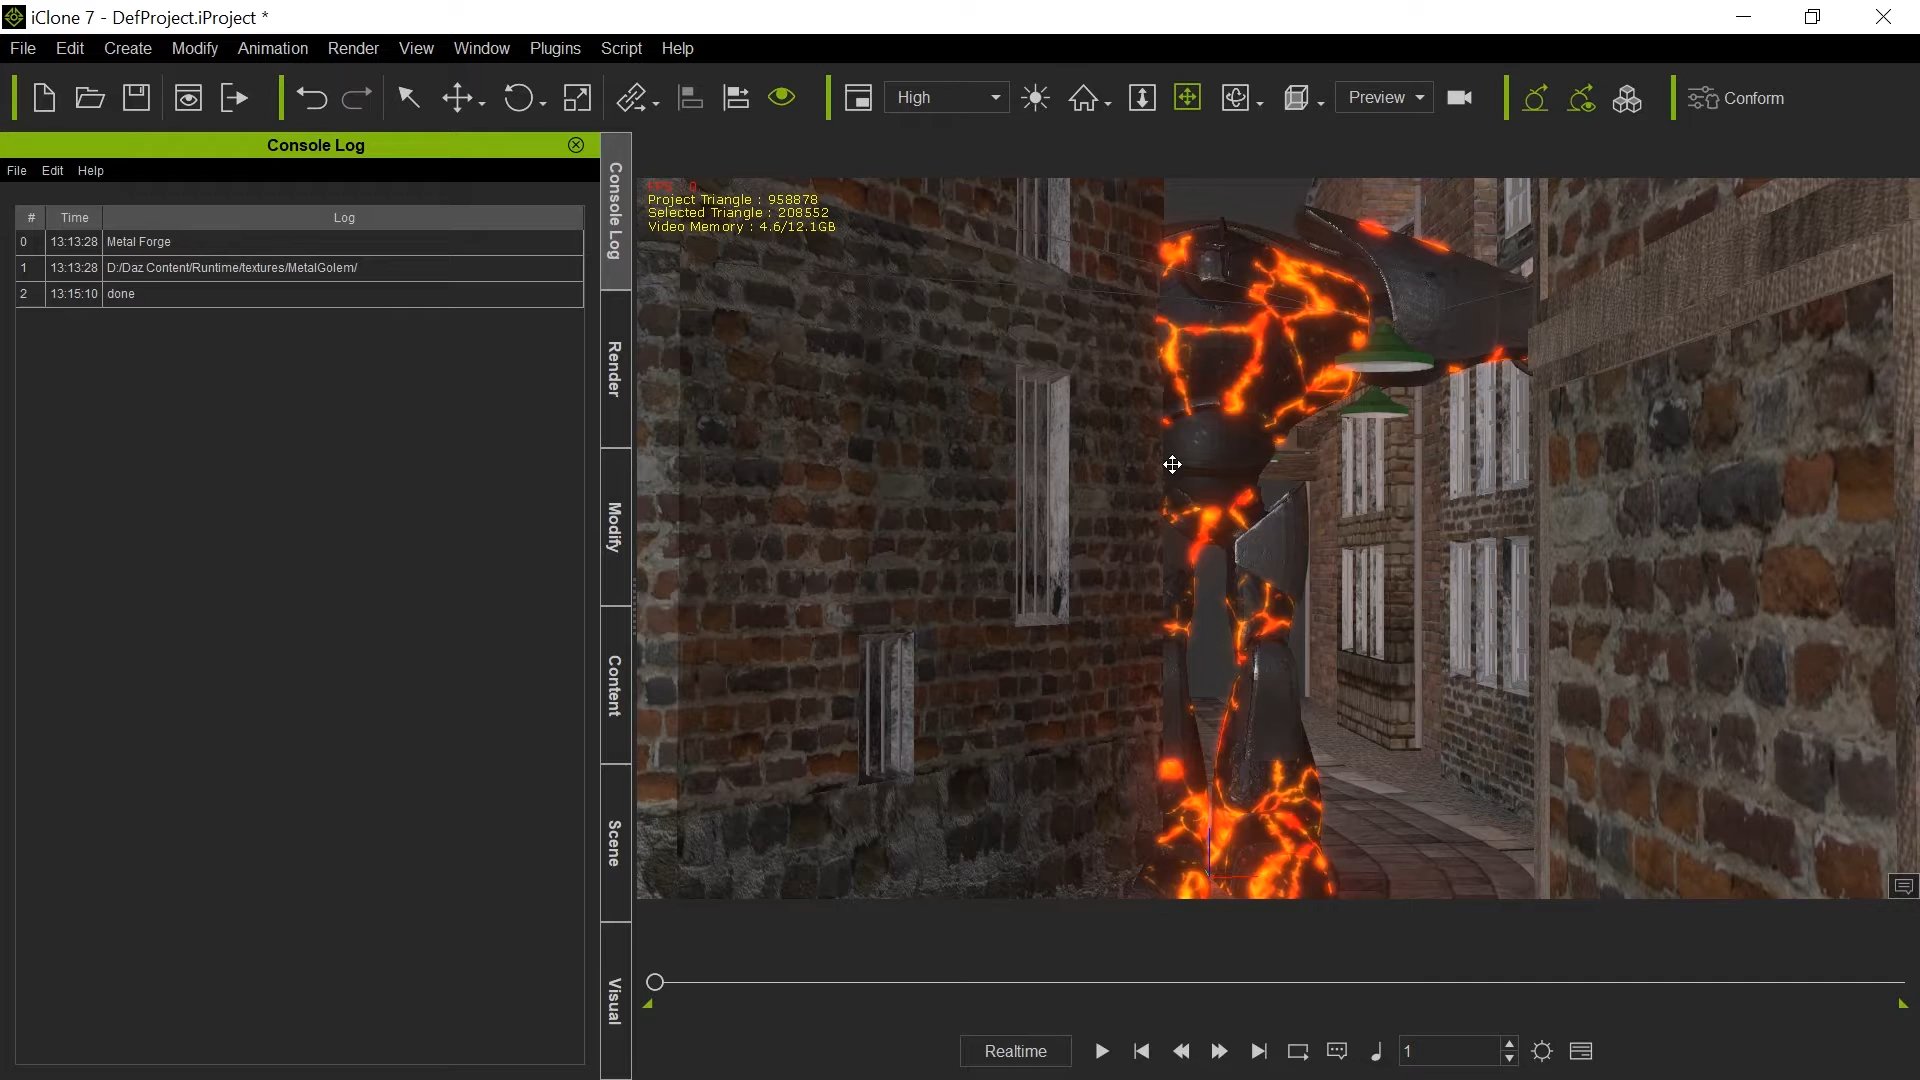 iClone 7 - DefProject.iProject *
File Edit Create Modify Animation Render View Window Plugins Script Help
High Preview Conform
Console Log
File Edit Help
# Time Log
0 13:13:28 Metal Forge
1 13:13:28 D:/Daz Content/Runtime/textures/MetalGolem/
2 13:15:10 done
Console Log
Render
Modify
Content
Scene
Visual
FPS : 0
Project Triangle : 958878
Selected Triangle : 208552
Video Memory : 4.6/12.1GB
Realtime 1